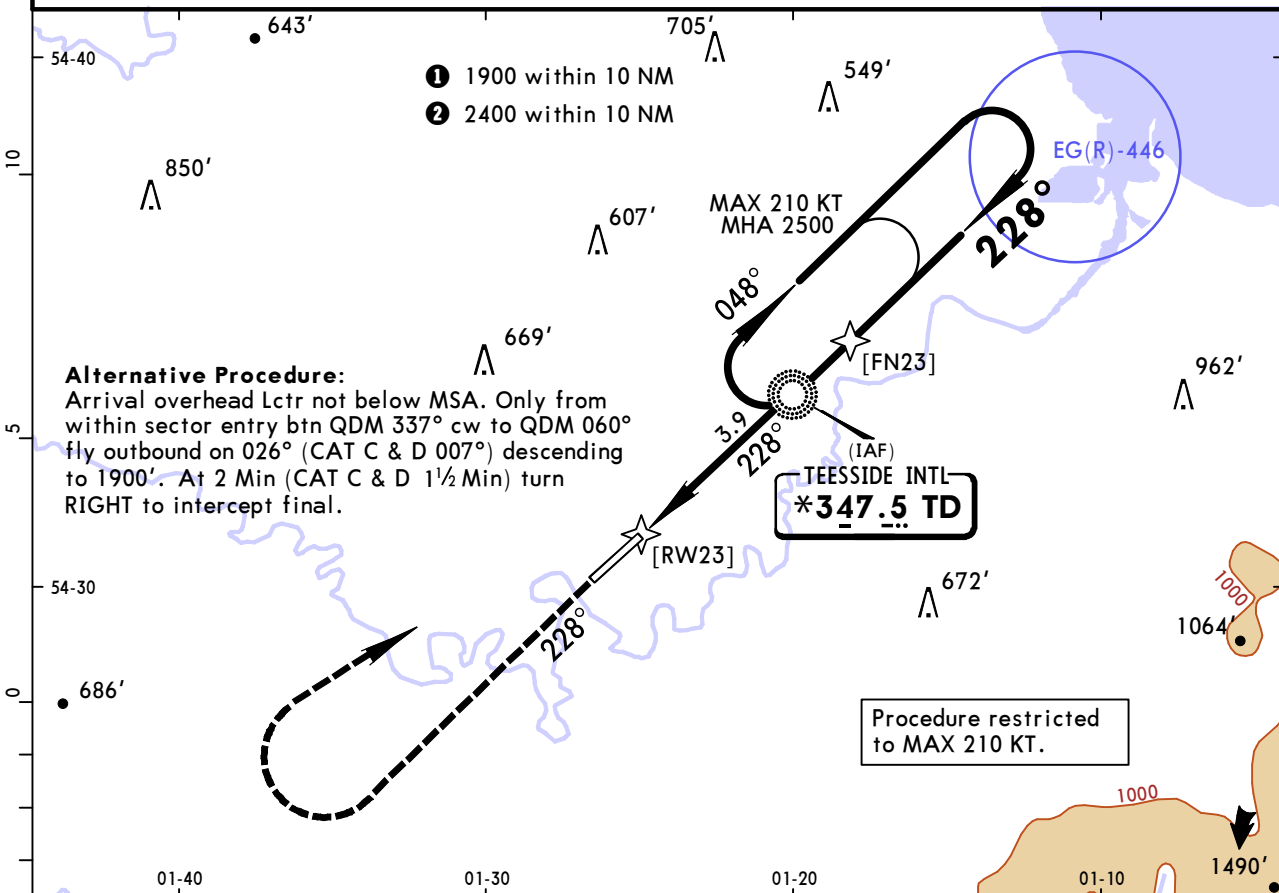 643'
705'
54-40
❶ 1900 within 10 NM
549'
❷ 2400 within 10 NM
EG(R)-446
10
850'
MAX 210 KT
MHA 2500
228°
607'
048°
669'
[FN23]
962'
Alternative Procedure:
Arrival overhead Lctr not below MSA. Only from
within sector entry btn QDM 337° cw to QDM 060°
fly outbound on 026° (CAT C & D 007°) descending
to 1900'. At 2 Min (CAT C & D 1½ Min) turn
RIGHT to intercept final.
5
3.9
228°
(IAF)
TEESSIDE INTL
*347.5 TD
[RW23]
54-30
672'
1000
1064'
228°
0
686'
Procedure restricted
to MAX 210 KT.
1000
1490'
01-40
01-30
01-20
01-10